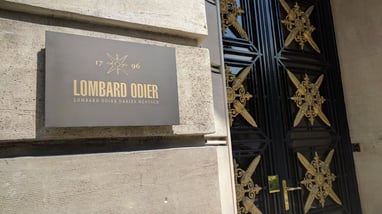 17 96
LOMBARD ODIER
LOMBARD ODIER DARIER HENTSCH